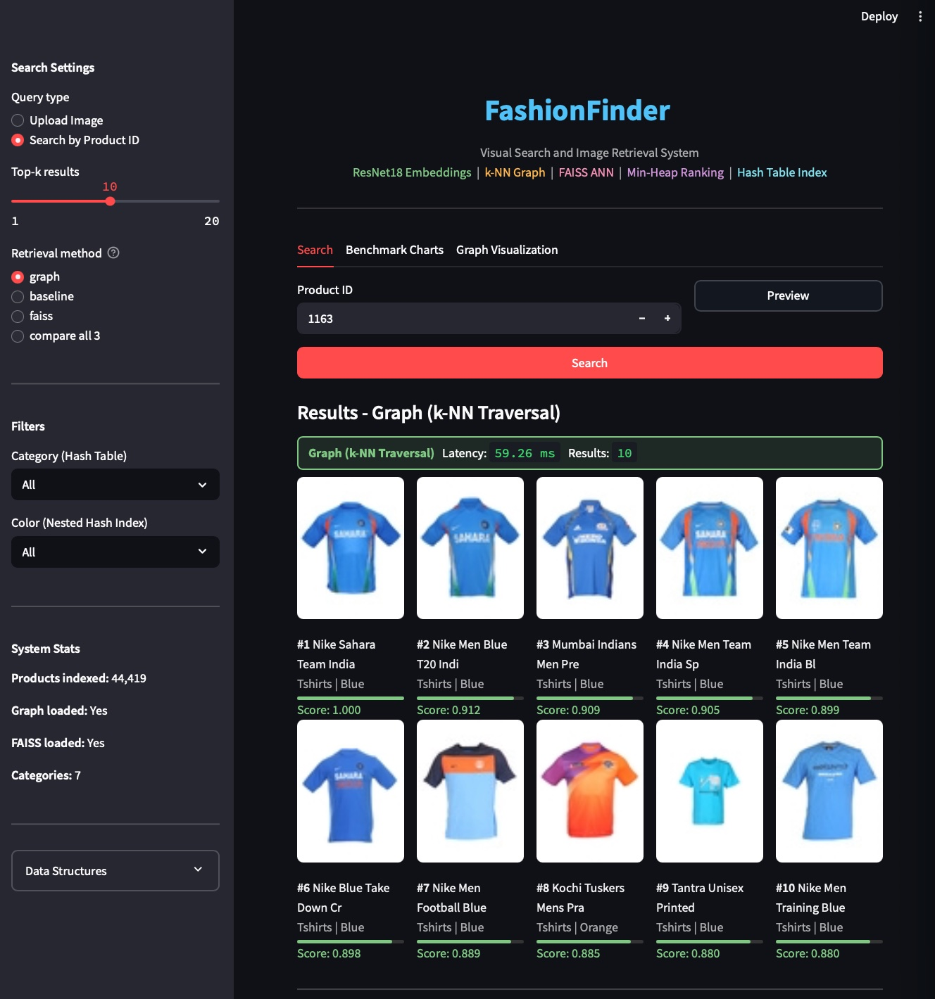 Deploy
Search Settings
Query type
Upload Image
Search by Product ID
Top-k results
10
1 20
Retrieval method
graph
baseline
faiss
compare all 3
Filters
Category (Hash Table)
All
Color (Nested Hash Index)
All
System Stats
Products indexed: 44,419
Graph loaded: Yes
FAISS loaded: Yes
Categories: 7
Data Structures
FashionFinder
Visual Search and Image Retrieval System
ResNet18 Embeddings | k-NN Graph | FAISS ANN | Min-Heap Ranking | Hash Table Index
Search Benchmark Charts Graph Visualization
Product ID
1163
Preview
Search
Results - Graph (k-NN Traversal)
Graph (k-NN Traversal) Latency: 59.26 ms Results: 10
SAHARA
SAHARA
SAHARA
#1 Nike Sahara
Team India
Tshirts | Blue
Score: 1.000
#2 Nike Men Blue
T20 Indi
Tshirts | Blue
Score: 0.912
#3 Mumbai Indians
Men Pre
Tshirts | Blue
Score: 0.909
#4 Nike Men Team
India Sp
Tshirts | Blue
Score: 0.905
#5 Nike Men Team
India Bl
Tshirts | Blue
Score: 0.899
SAHARA
#6 Nike Blue Take
Down Cr
Tshirts | Blue
Score: 0.898
#7 Nike Men
Football Blue
Tshirts | Blue
Score: 0.889
#8 Kochi Tuskers
Mens Pra
Tshirts | Orange
Score: 0.885
#9 Tantra Unisex
Printed
Tshirts | Blue
Score: 0.880
#10 Nike Men
Training Blue
Tshirts | Blue
Score: 0.880